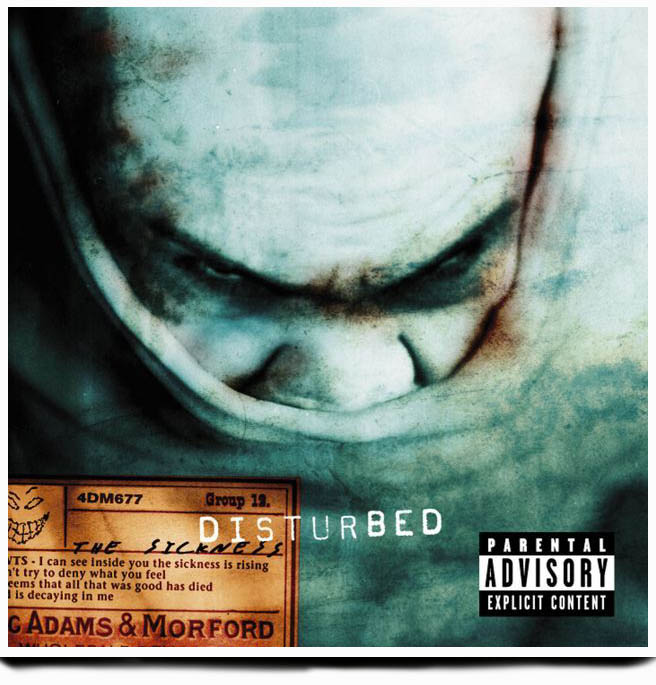 4DM677 Group 12.
THE SICKNESS
DISTURBED
TS - I can see inside you the sickness is rising
't try to deny what you feel
eems that all that was good has died
l is decaying in me
C ADAMS & MORFORD
PARENTAL
ADVISORY
EXPLICIT CONTENT